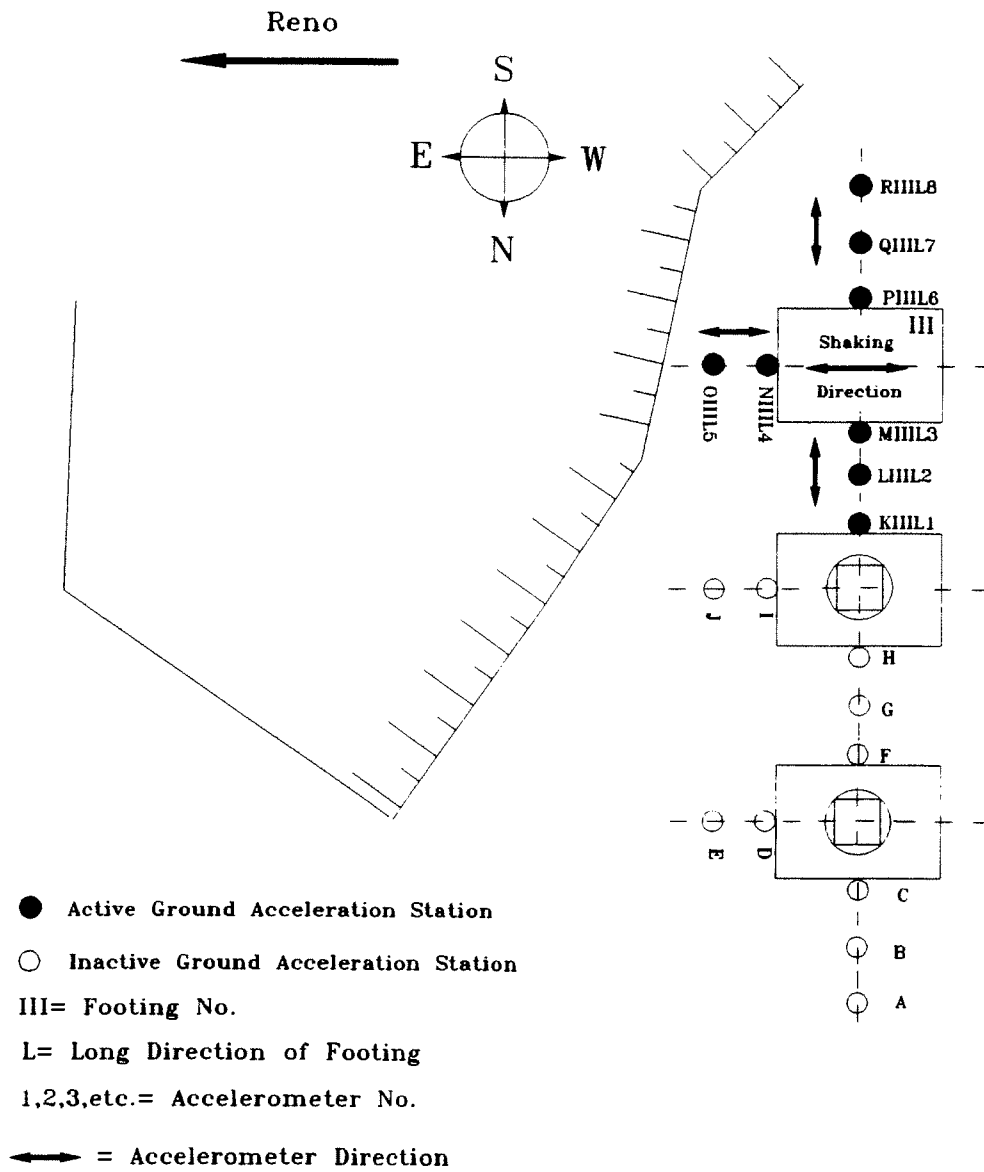 Reno
S
E
W
N
RIIIL8
QIIIL7
PIIIL6
III
Shaking
Direction
OIIIL5
NIIIL4
MIIIL3
LIIIL2
KIIIL1
J
I
H
G
F
E
D
C
B
A
Active Ground Acceleration Station
Inactive Ground Acceleration Station
III= Footing No.
L= Long Direction of Footing
1,2,3,etc.= Accelerometer No.
= Accelerometer Direction